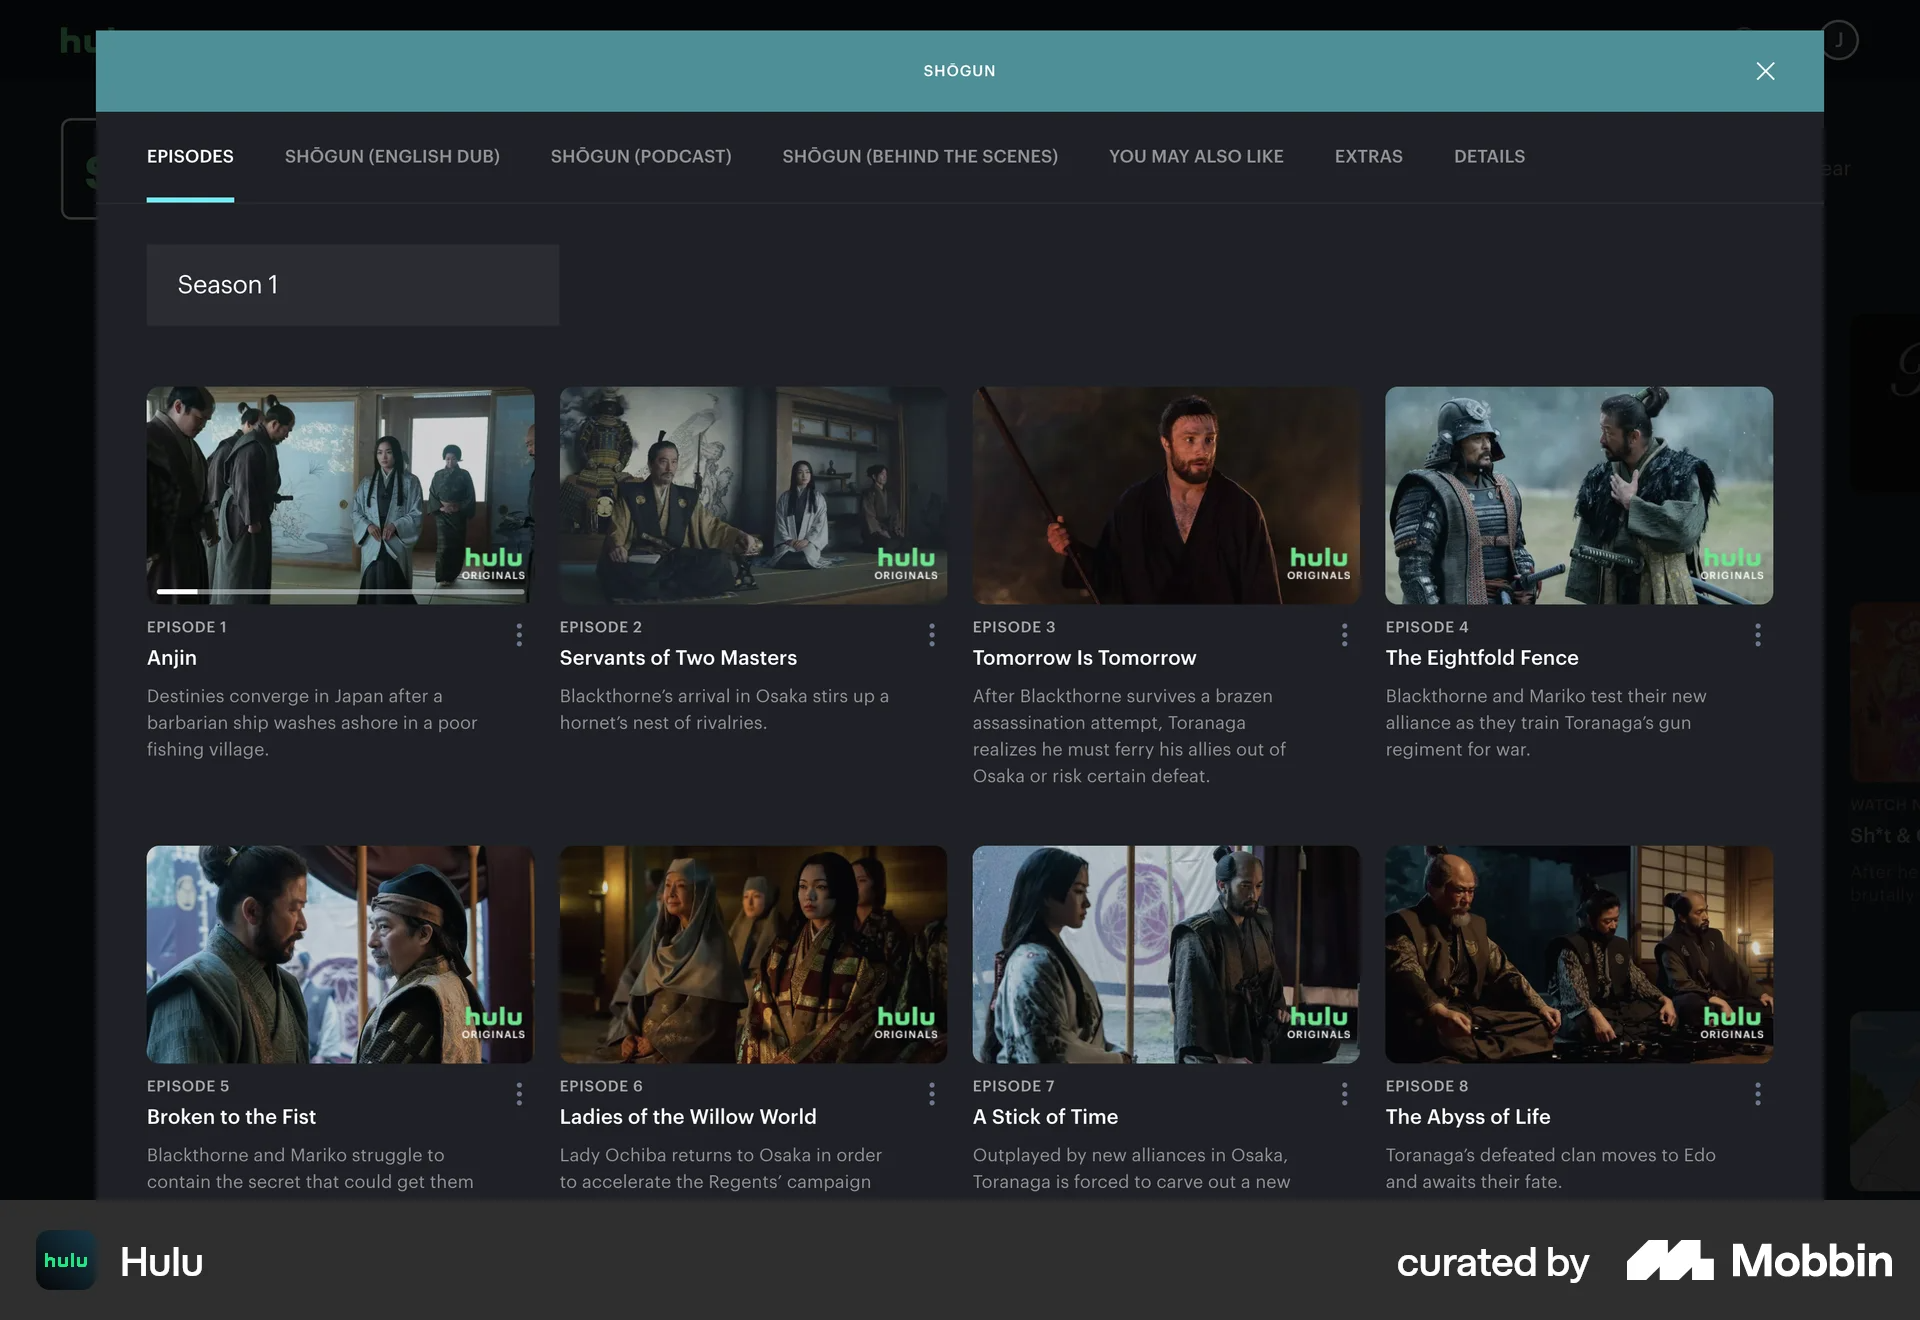 SHŌGUN
J
EPISODES
SHŌGUN (ENGLISH DUB)
SHŌGUN (PODCAST)
SHŌGUN (BEHIND THE SCENES)
YOU MAY ALSO LIKE
EXTRAS
DETAILS
Season 1
hulu
ORIGINALS
hulu
ORIGINALS
hulu
ORIGINALS
hulu
ORIGINALS
EPISODE 1
Anjin
Destinies converge in Japan after a
barbarian ship washes ashore in a poor
fishing village.
EPISODE 2
Servants of Two Masters
Blackthorne’s arrival in Osaka stirs up a
hornet’s nest of rivalries.
EPISODE 3
Tomorrow Is Tomorrow
After Blackthorne survives a brazen
assassination attempt, Toranaga
realizes he must ferry his allies out of
Osaka or risk certain defeat.
EPISODE 4
The Eightfold Fence
Blackthorne and Mariko test their new
alliance as they train Toranaga’s gun
regiment for war.
WATCH
Sh*t &
After he
brutally
hulu
ORIGINALS
hulu
ORIGINALS
hulu
ORIGINALS
hulu
ORIGINALS
EPISODE 5
Broken to the Fist
Blackthorne and Mariko struggle to
contain the secret that could get them
EPISODE 6
Ladies of the Willow World
Lady Ochiba returns to Osaka in order
to accelerate the Regents’ campaign
EPISODE 7
A Stick of Time
Outplayed by new alliances in Osaka,
Toranaga is forced to carve out a new
EPISODE 8
The Abyss of Life
Toranaga’s defeated clan moves to Edo
and awaits their fate.
hulu
Hulu
curated by
Mobbin